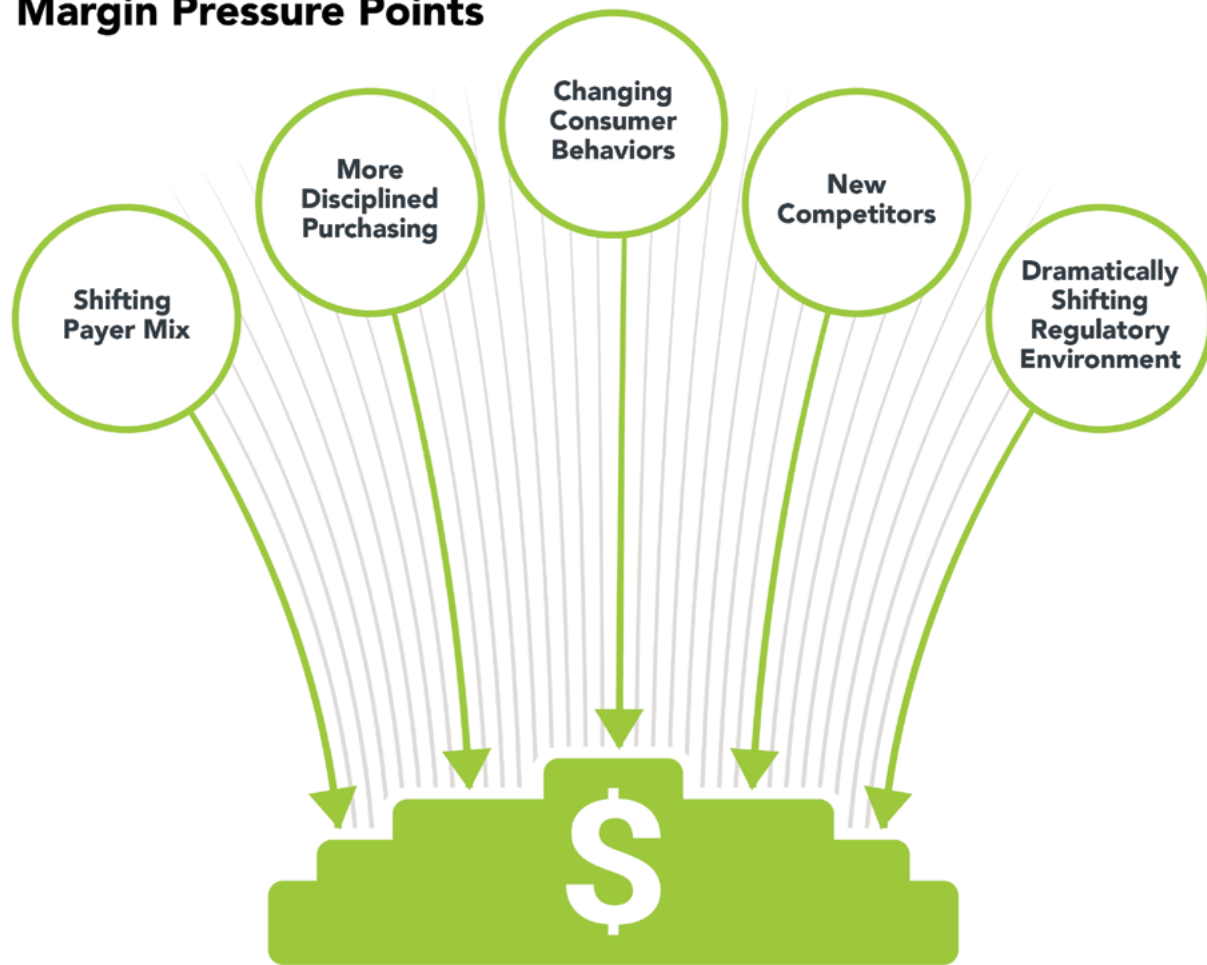 Margin Pressure Points
Changing
Consumer
Behaviors
More
Disciplined
Purchasing
New
Competitors
Shifting
Payer Mix
Dramatically
Shifting
Regulatory
Environment
$